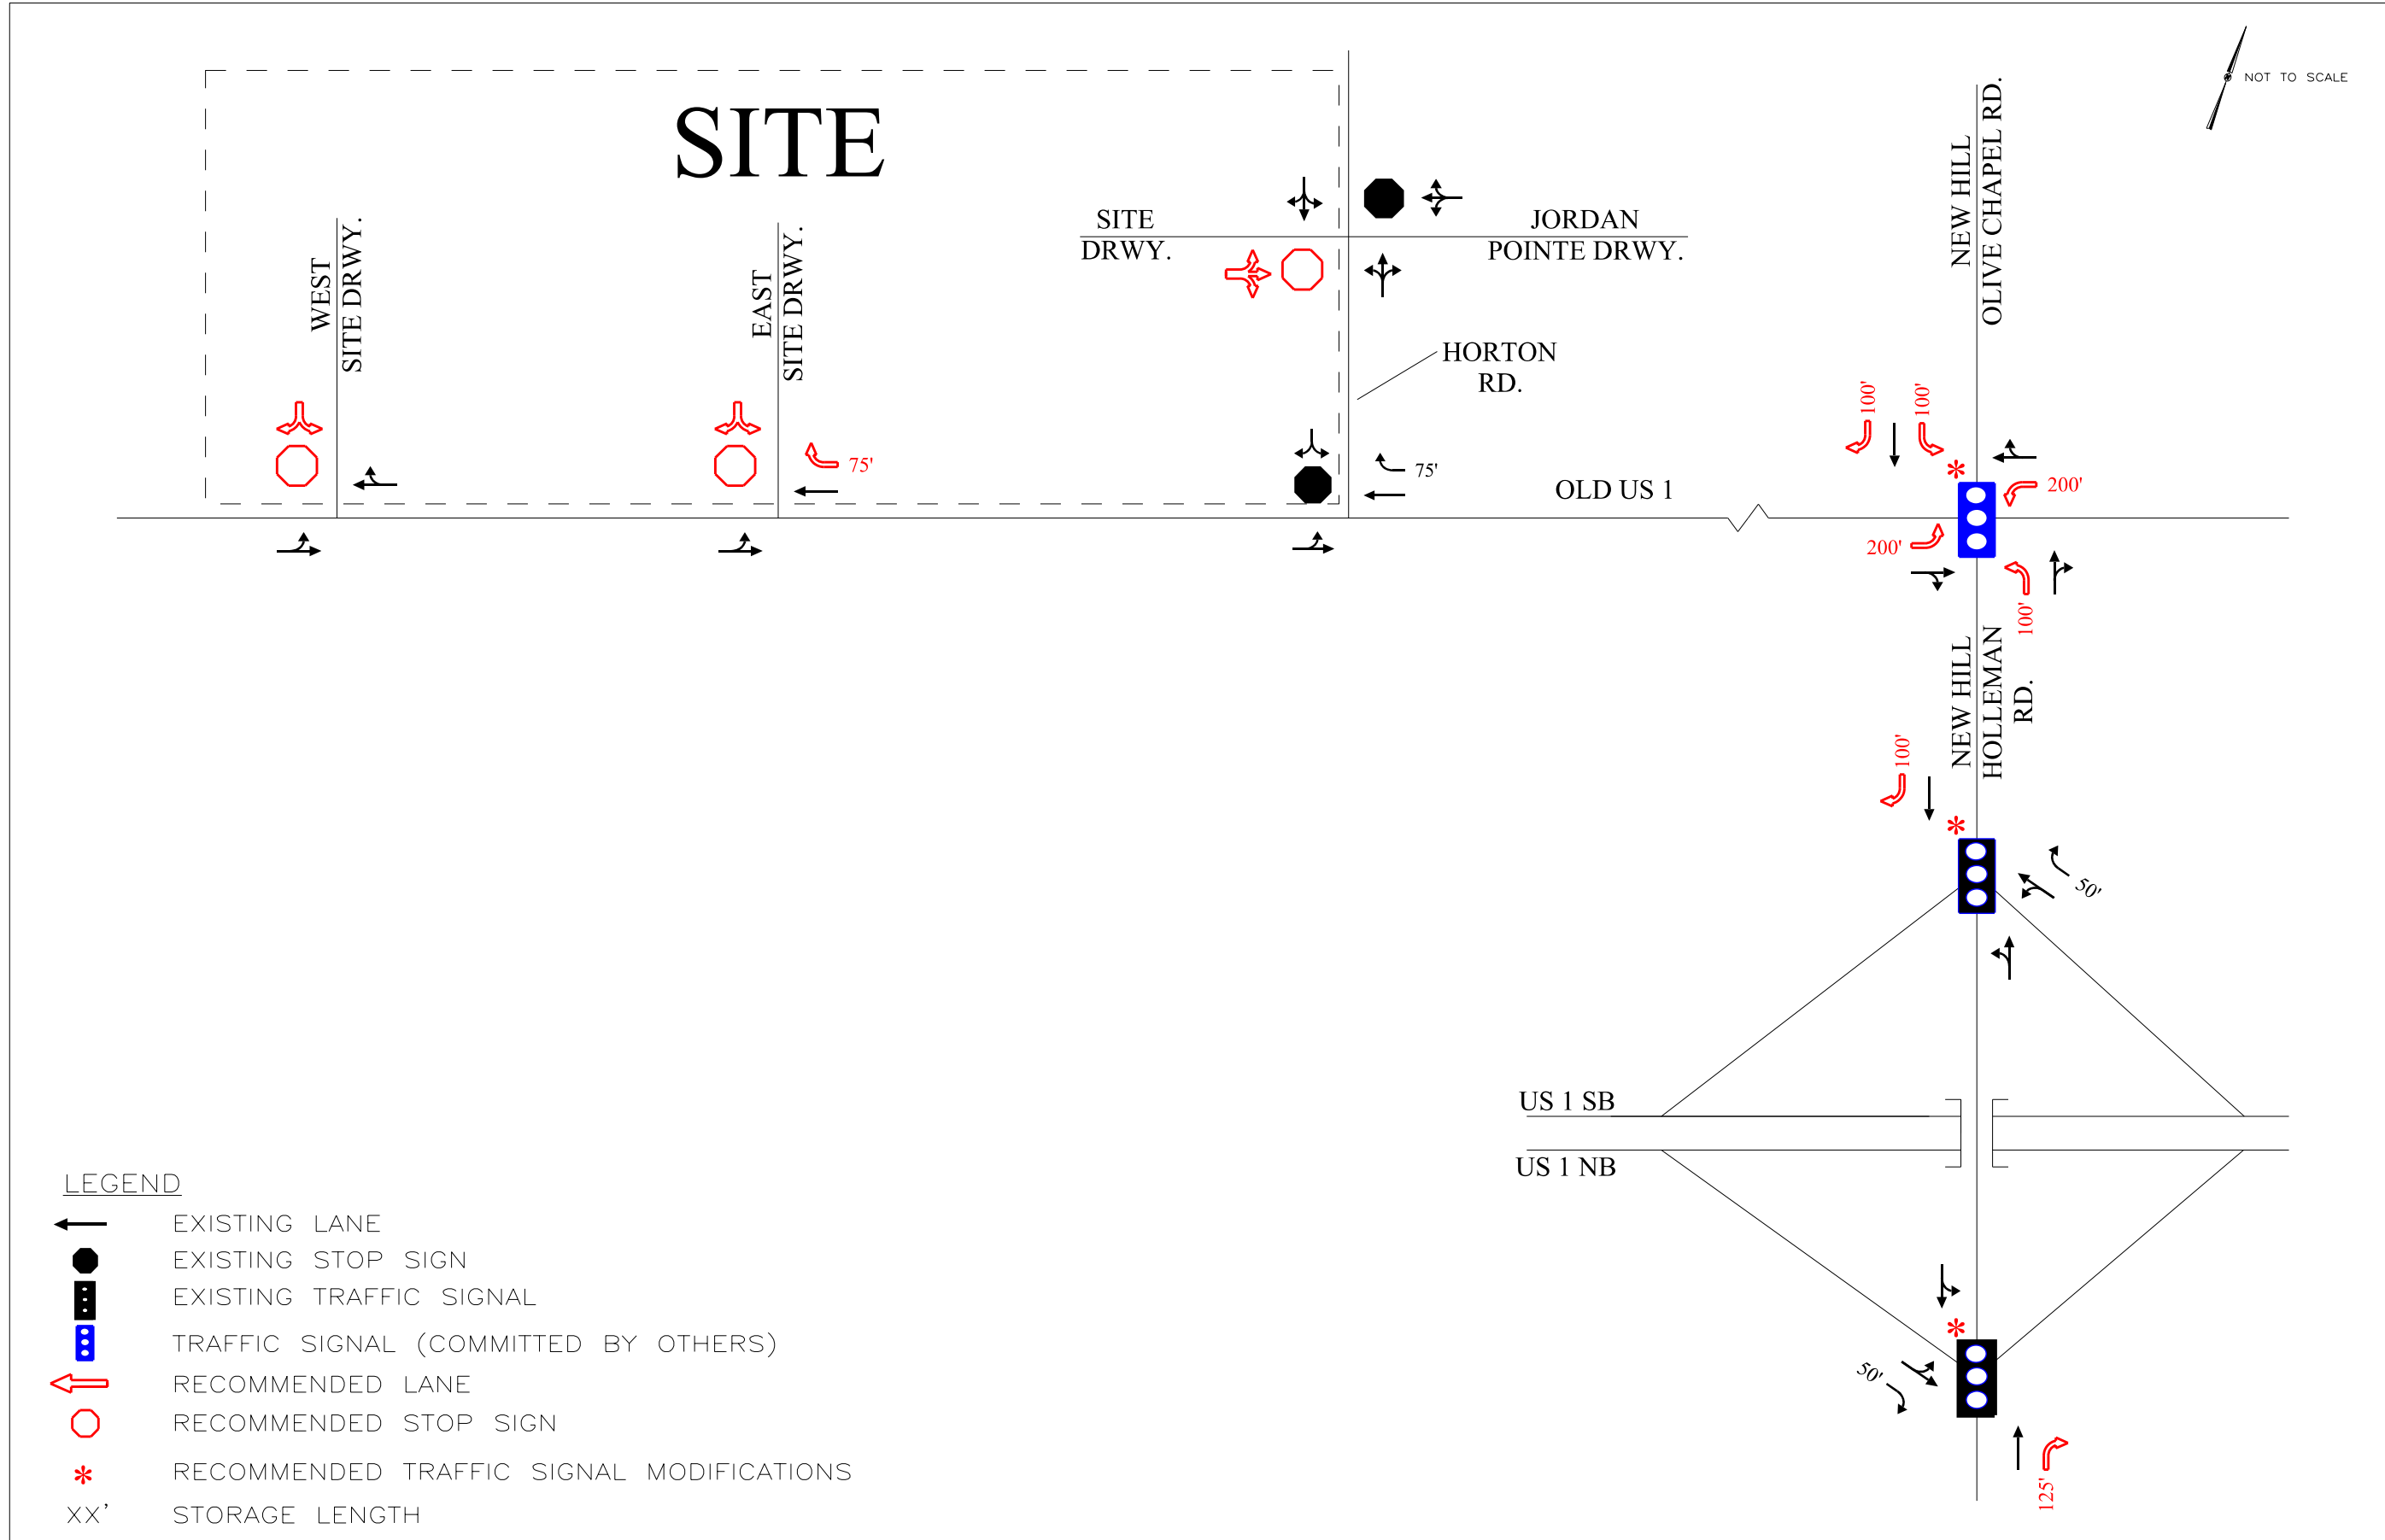 NOT TO SCALE
SITE
NEW HILL
OLIVE CHAPEL RD.
SITE
DRWY.
JORDAN
POINTE DRWY.
WEST
SITE DRWY.
EAST
SITE DRWY.
HORTON
RD.
100'
100'
75'
75'
OLD US 1
200'
200'
100'
NEW HILL
HOLLEMAN
RD.
100'
50'
US 1 SB
US 1 NB
50'
125'
LEGEND
EXISTING LANE
EXISTING STOP SIGN
EXISTING TRAFFIC SIGNAL
TRAFFIC SIGNAL (COMMITTED BY OTHERS)
RECOMMENDED LANE
RECOMMENDED STOP SIGN
* RECOMMENDED TRAFFIC SIGNAL MODIFICATIONS
XX' STORAGE LENGTH